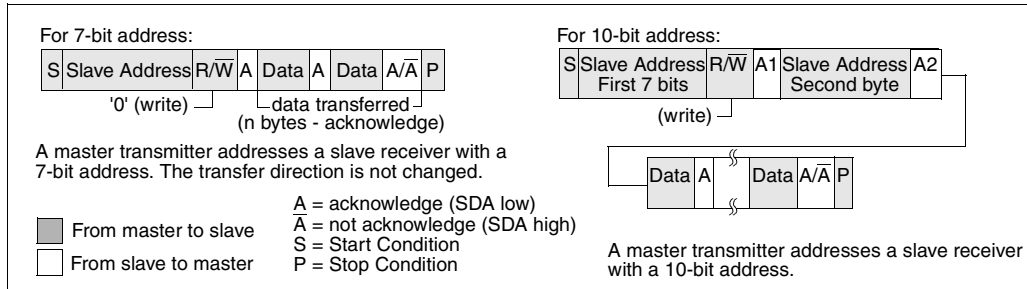 For 7-bit address:
S Slave Address R/W̅ A Data A Data A/A̅ P
'0' (write)
data transferred
(n bytes - acknowledge)
A master transmitter addresses a slave receiver with a
7-bit address. The transfer direction is not changed.
From master to slave
From slave to master
A = acknowledge (SDA low)
A̅ = not acknowledge (SDA high)
S = Start Condition
P = Stop Condition
For 10-bit address:
S Slave Address First 7 bits R/W̅ A1 Slave Address Second byte A2
(write)
Data A Data A/A̅ P
A master transmitter addresses a slave receiver
with a 10-bit address.